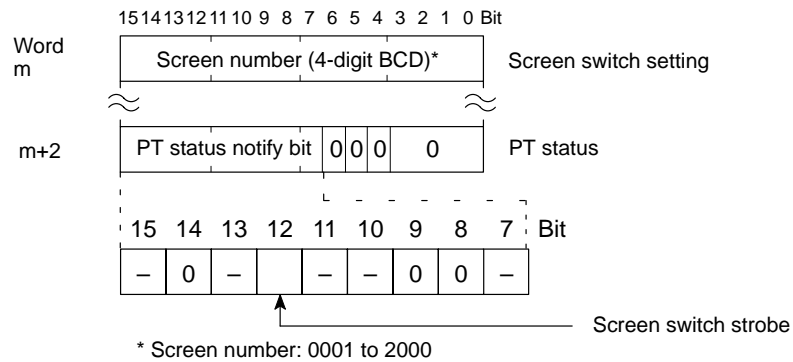 15 14 13 12 11 10 9 8 7 6 5 4 3 2 1 0 Bit
Word
m
Screen number (4-digit BCD)*
Screen switch setting
m+2
PT status notify bit 0 0 0 0
PT status
15 14 13 12 11 10 9 8 7 Bit
– 0 – – – 0 0 –
Screen switch strobe
* Screen number: 0001 to 2000